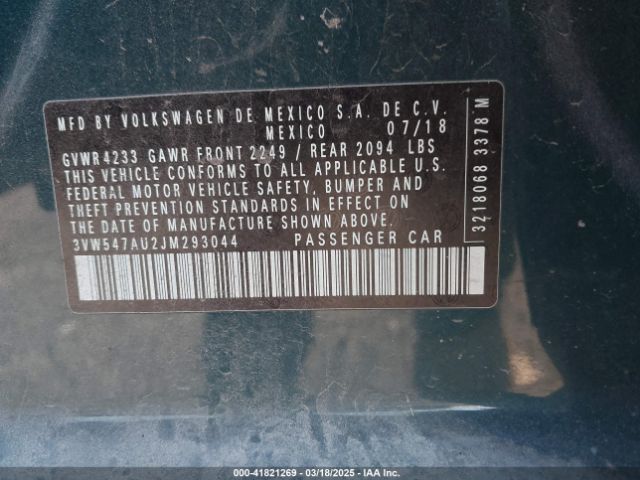 MFD BY VOLKSWAGEN DE MEXICO S.A. DE C.V.
MEXICO 07/18
GVWR4233 GAWR FRONT 2249 / REAR 2094 LBS
THIS VEHICLE CONFORMS TO ALL APPLICABLE U.S.
FEDERAL MOTOR VEHICLE SAFETY, BUMPER AND
THEFT PREVENTION STANDARDS IN EFFECT ON
THE DATE OF MANUFACTURE SHOWN ABOVE.
3VW547AU2JM293044 PASSENGER CAR
3218068 3378 M
000-41821269 — 03/18/2025 — IAA Inc.